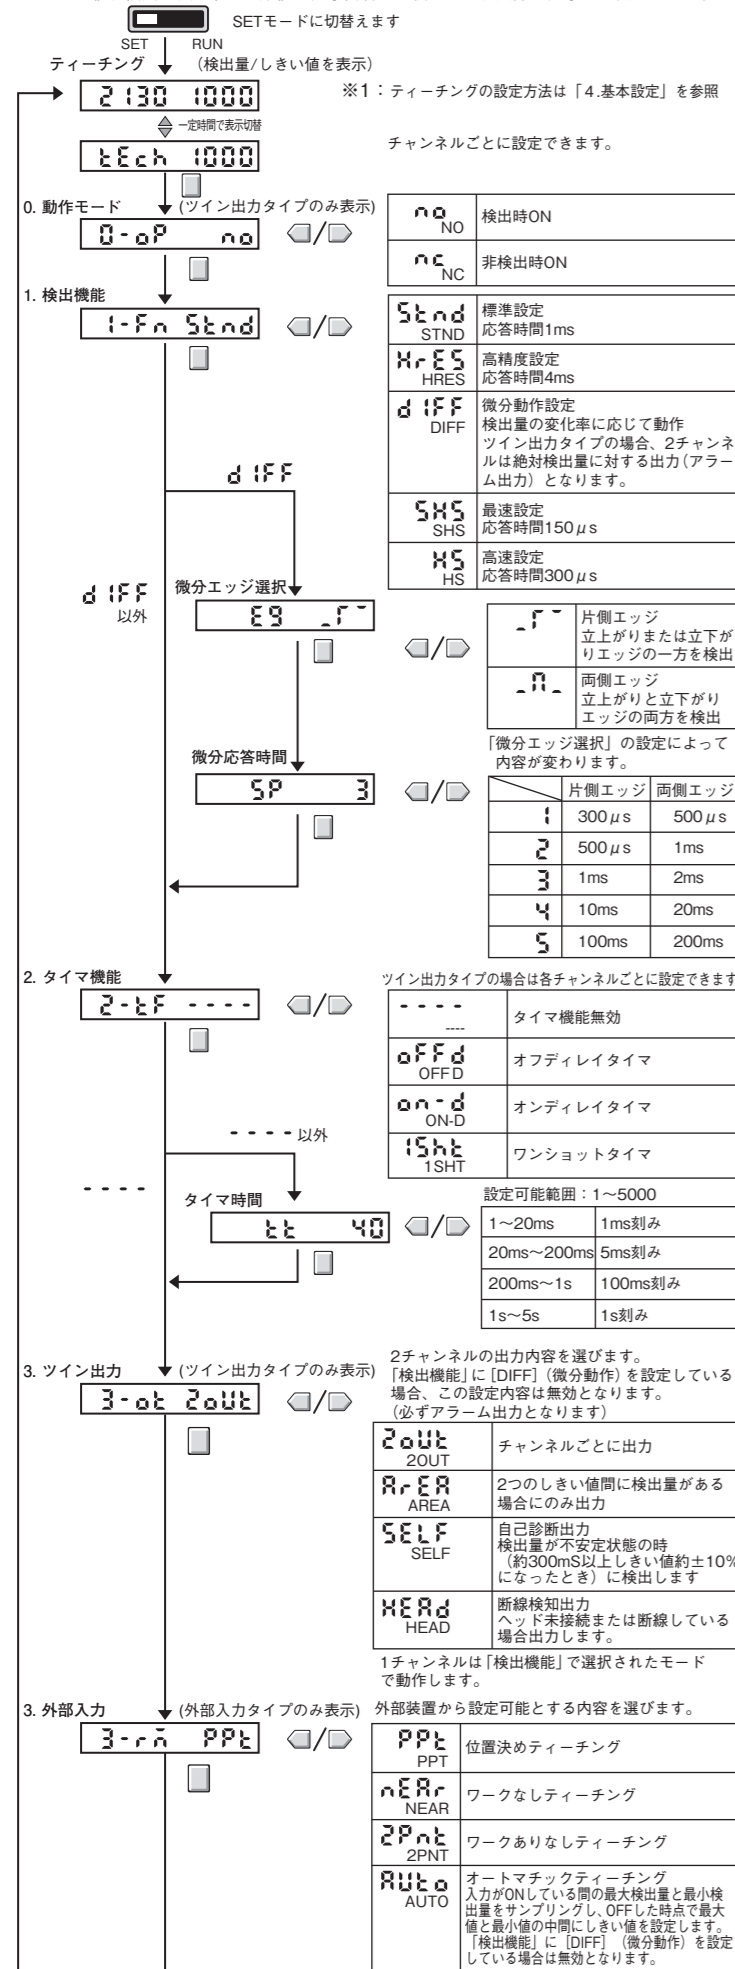 SETモードに切替えます
SET RUN
ティーチング (検出量/しきい値を表示)
2130 1000
※1：ティーチングの設定方法は「4.基本設定」を参照
一定時間で表示切替
tEch 1000
チャンネルごとに設定できます。
0. 動作モード (ツイン出力タイプのみ表示)
0-oP no
no NO 検出時ON
nc NC 非検出時ON
1. 検出機能
1-Fn Stnd
Stnd STND 標準設定
応答時間1ms
HrES HRES 高精度設定
応答時間4ms
dIFF DIFF 微分動作設定
検出量の変化率に応じて動作
ツイン出力タイプの場合、2チャンネ
ルは絶対検出量に対する出力(アラー
ム出力）となります。
SHS SHS 最速設定
応答時間150μs
HS HS 高速設定
応答時間300μs
dIFF
dIFF
以外
微分エッジ選択
Eg
片側エッジ
立上がりまたは立下が
りエッジの一方を検出
両側エッジ
立上がりと立下がり
エッジの両方を検出
「微分エッジ選択」の設定によって
内容が変わります。
微分応答時間
SP 3
片側エッジ 両側エッジ
1 300μs 500μs
2 500μs 1ms
3 1ms 2ms
4 10ms 20ms
5 100ms 200ms
2. タイマ機能
ツイン出力タイプの場合は各チャンネルごとに設定できます
2-tF ----
---- ---- タイマ機能無効
oFFd OFFD オフディレイタイマ
on-d ON-D オンディレイタイマ
1Sht 1SHT ワンショットタイマ
----以外
----
タイマ時間
tt 40
設定可能範囲：1～5000
1～20ms 1ms刻み
20ms～200ms 5ms刻み
200ms～1s 100ms刻み
1s～5s 1s刻み
3. ツイン出力 (ツイン出力タイプのみ表示)
3-ot 2oUt
2チャンネルの出力内容を選びます。
「検出機能」に[DIFF]（微分動作)を設定している
場合、この設定内容は無効となります。
（必ずアラーム出力となります）
2oUt 2OUT チャンネルごとに出力
ArEA AREA 2つのしきい値間に検出量がある
場合にのみ出力
SELF SELF 自己診断出力
検出量が不安定状態の時
（約300mS以上しきい値約±10%
になったとき）に検出します
HEAd HEAD 断線検知出力
ヘッド未接続または断線している
場合出力します。
1チャンネルは「検出機能」で選択されたモード
で動作します。
3. 外部入力 (外部入力タイプのみ表示)
外部装置から設定可能とする内容を選びます。
3-rm PPt
PPt PPT 位置決めティーチング
nEAr NEAR ワークなしティーチング
2Pnt 2PNT ワークありなしティーチング
AUto AUTO オートマチックティーチング
入力がONしている間の最大検出量と最小検
出量をサンプリングし、OFFした時点で最大
値と最小値の中間にしきい値を設定します。
「検出機能」に［DIFF］（微分動作）を設定
している場合は無効となります。